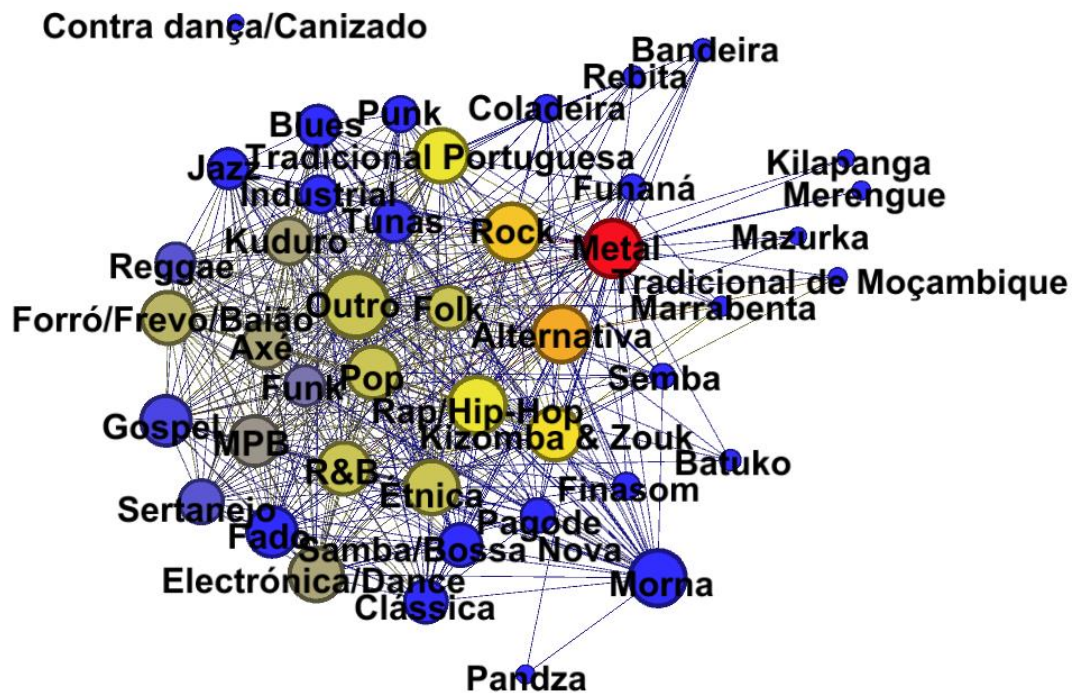 Contra dança/Canizado
Bandeira
Rebita
Coladeira
Punk
Blues
Tradicional Portuguesa
Kilapanga
Jazz
Funaná
Industrial
Merengue
Tunas
Rock
Mazurka
Kuduro
Metal
Reggae
Tradicional de Moçambique
Outro
Folk
Marrabenta
Forró/Frevo/Baião
Alternativa
Axé
Pop
Semba
Funk
Rap/Hip-Hop
Gospel
Kizomba & Zouk
MPB
Batuko
R&B
Finasom
Étnica
Sertanejo
Pagode
Fado
Samba/Bossa Nova
Electrónica/Dance
Morna
Clássica
Pandza